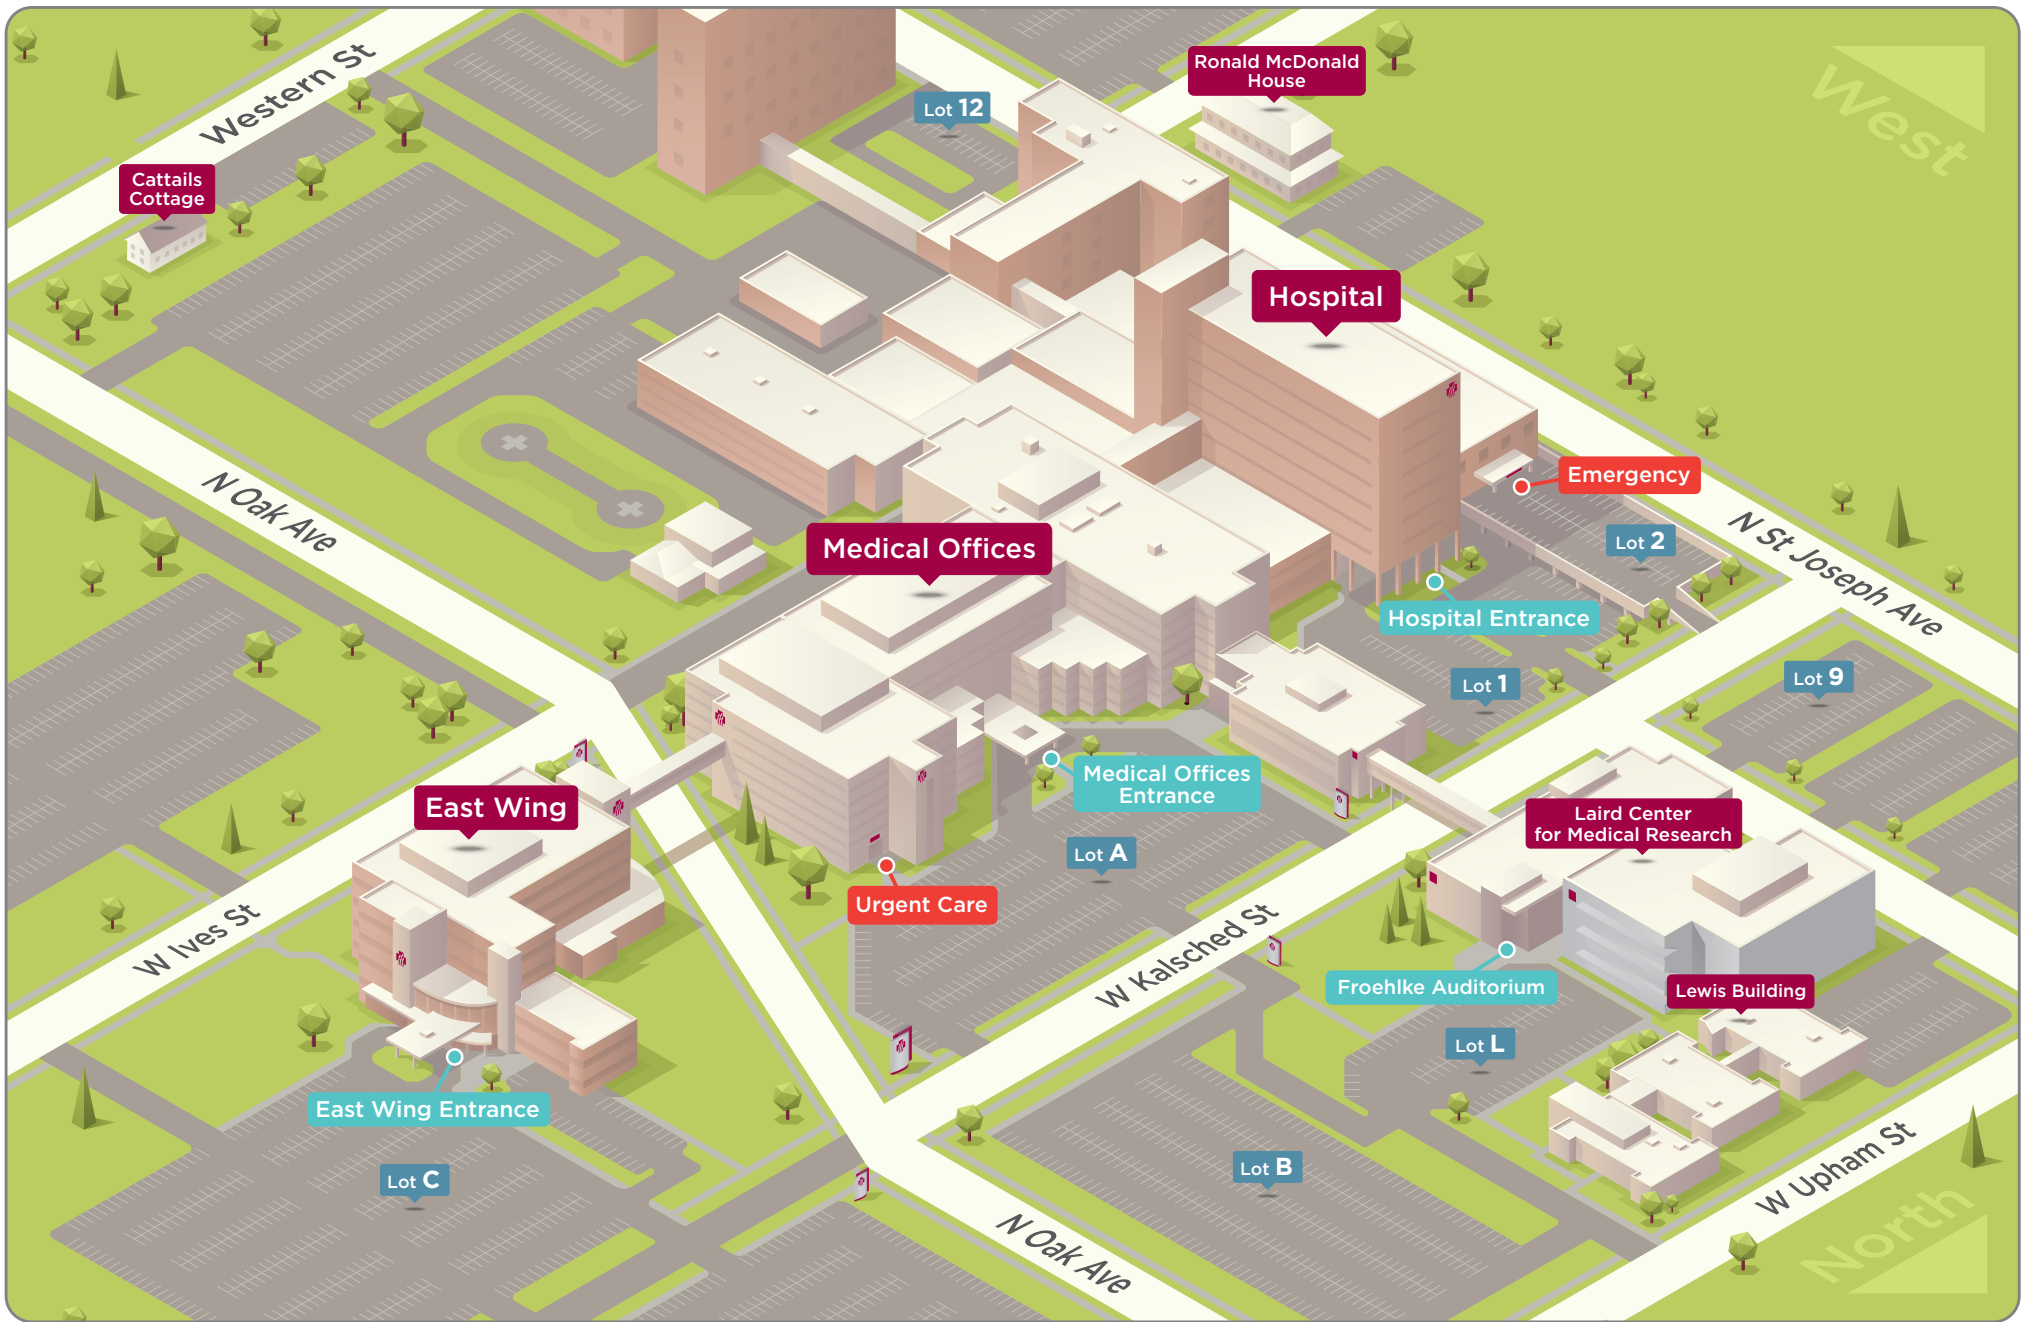 Western St
Ronald McDonald
House
West
Lot 12
Cattails
Cottage
Hospital
N Oak Ave
Emergency
Lot 2
N St Joseph Ave
Medical Offices
Hospital Entrance
Lot 1
Lot 9
Medical Offices
Entrance
East Wing
Laird Center
for Medical Research
Lot A
Urgent Care
W Ives St
W Kalsched St
Froehlke Auditorium
Lewis Building
Lot L
East Wing Entrance
Lot C
Lot B
W Upham St
North
N Oak Ave